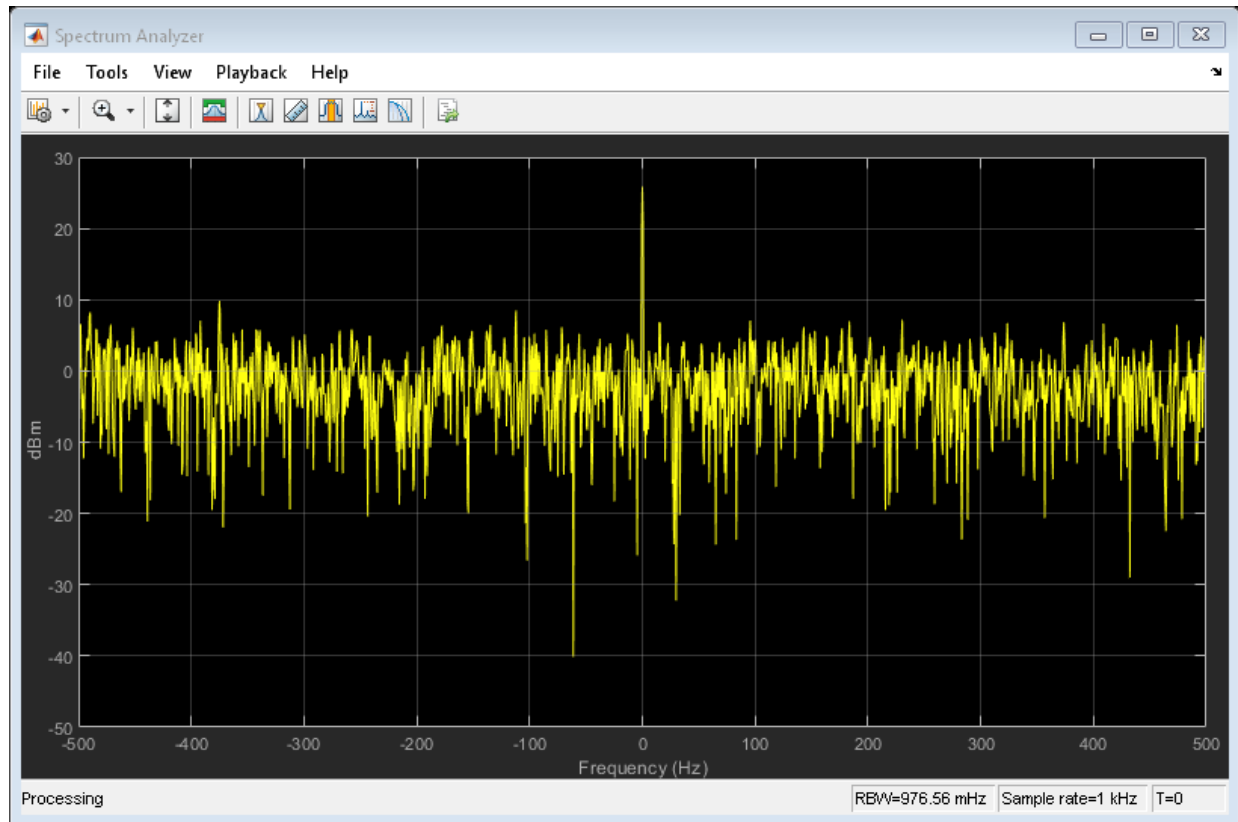 Spectrum Analyzer
File Tools View Playback Help
30
20
10
0
-10
-20
-30
-40
-50
dBm
-500 -400 -300 -200 -100 0 100 200 300 400 500
Frequency (Hz)
Processing RBW=976.56 mHz Sample rate=1 kHz T=0